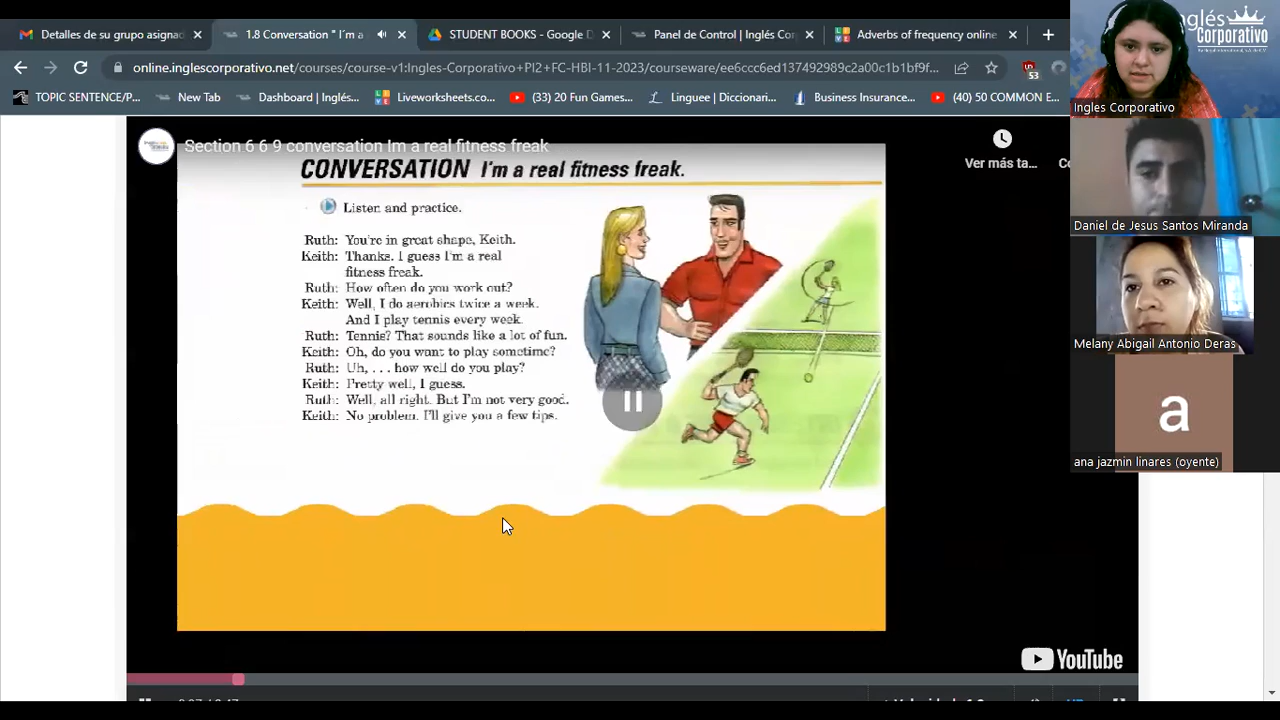 Detalles de su grupo asignad
1.8 Conversation " I'm a
STUDENT BOOKS - Google D
Panel de Control | Inglés Cor
Adverbs of frequency online
online.inglescorporativo.net/courses/course-v1:Ingles-Corporativo+PI2+FC-HBI-11-2023/courseware/ee6ccc6ed137492989c2a00c1b1bf9f...
53
TOPIC SENTENCE/P...
New Tab
Dashboard | Inglés...
Liveworksheets.co...
(33) 20 Fun Games...
Linguee | Diccionari...
Business Insurance...
(40) 50 COMMON E...
Inglés
Corporativo
Ingles Corporativo
Daniel de Jesus Santos Miranda
Melany Abigail Antonio Deras
a
ana jazmin linares (oyente)
Section 6 6 9 conversation Im a real fitness freak
Ver más ta...
CONVERSATION I'm a real fitness freak.
Listen and practice.
Ruth: You're in great shape, Keith.
Keith: Thanks. I guess I'm a real
fitness freak.
Ruth: How often do you work out?
Keith: Well, I do aerobics twice a week.
And I play tennis every week.
Ruth: Tennis? That sounds like a lot of fun.
Keith: Oh, do you want to play sometime?
Ruth: Uh, . . . how well do you play?
Keith: Pretty well, I guess.
Ruth: Well, all right. But I'm not very good.
Keith: No problem. I'll give you a few tips.
YouTube